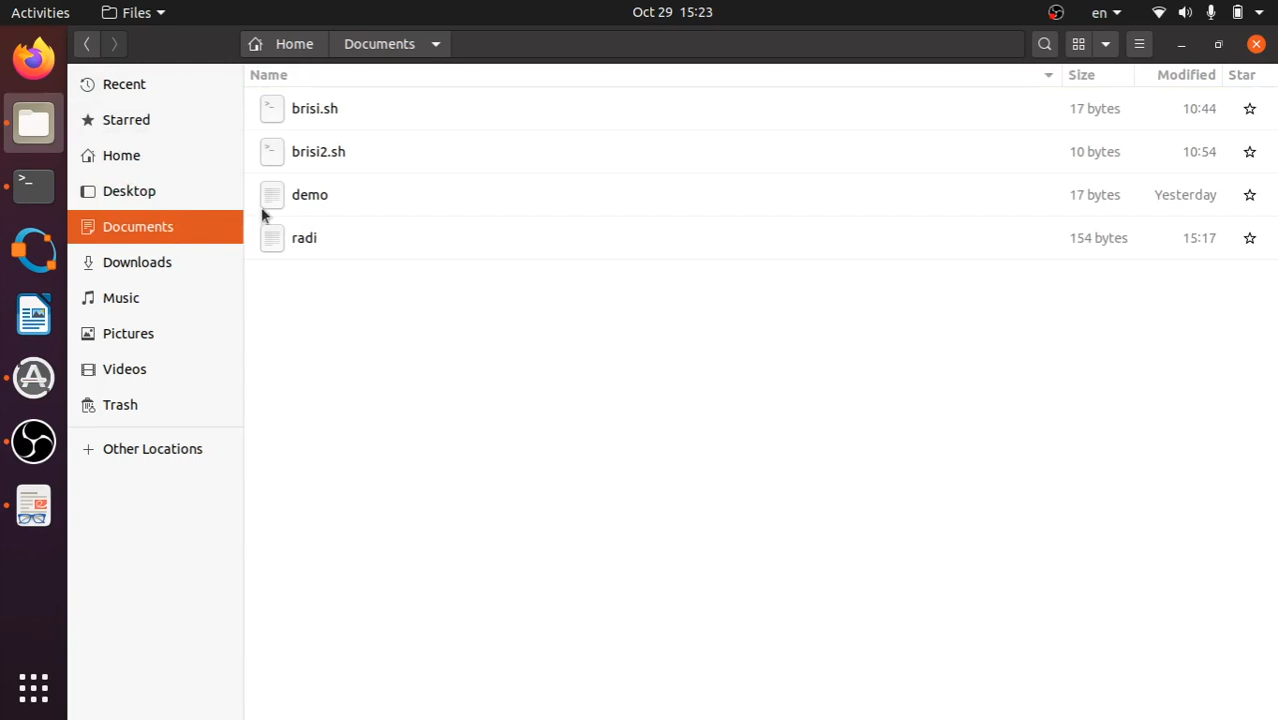 Activities Files Oct 29 15:23 en
Home Documents
Name Size Modified Star
Recent
Starred
Home
Desktop
Documents
Downloads
Music
Pictures
Videos
Trash
Other Locations
brisi.sh 17 bytes 10:44
brisi2.sh 10 bytes 10:54
demo 17 bytes Yesterday
radi 154 bytes 15:17